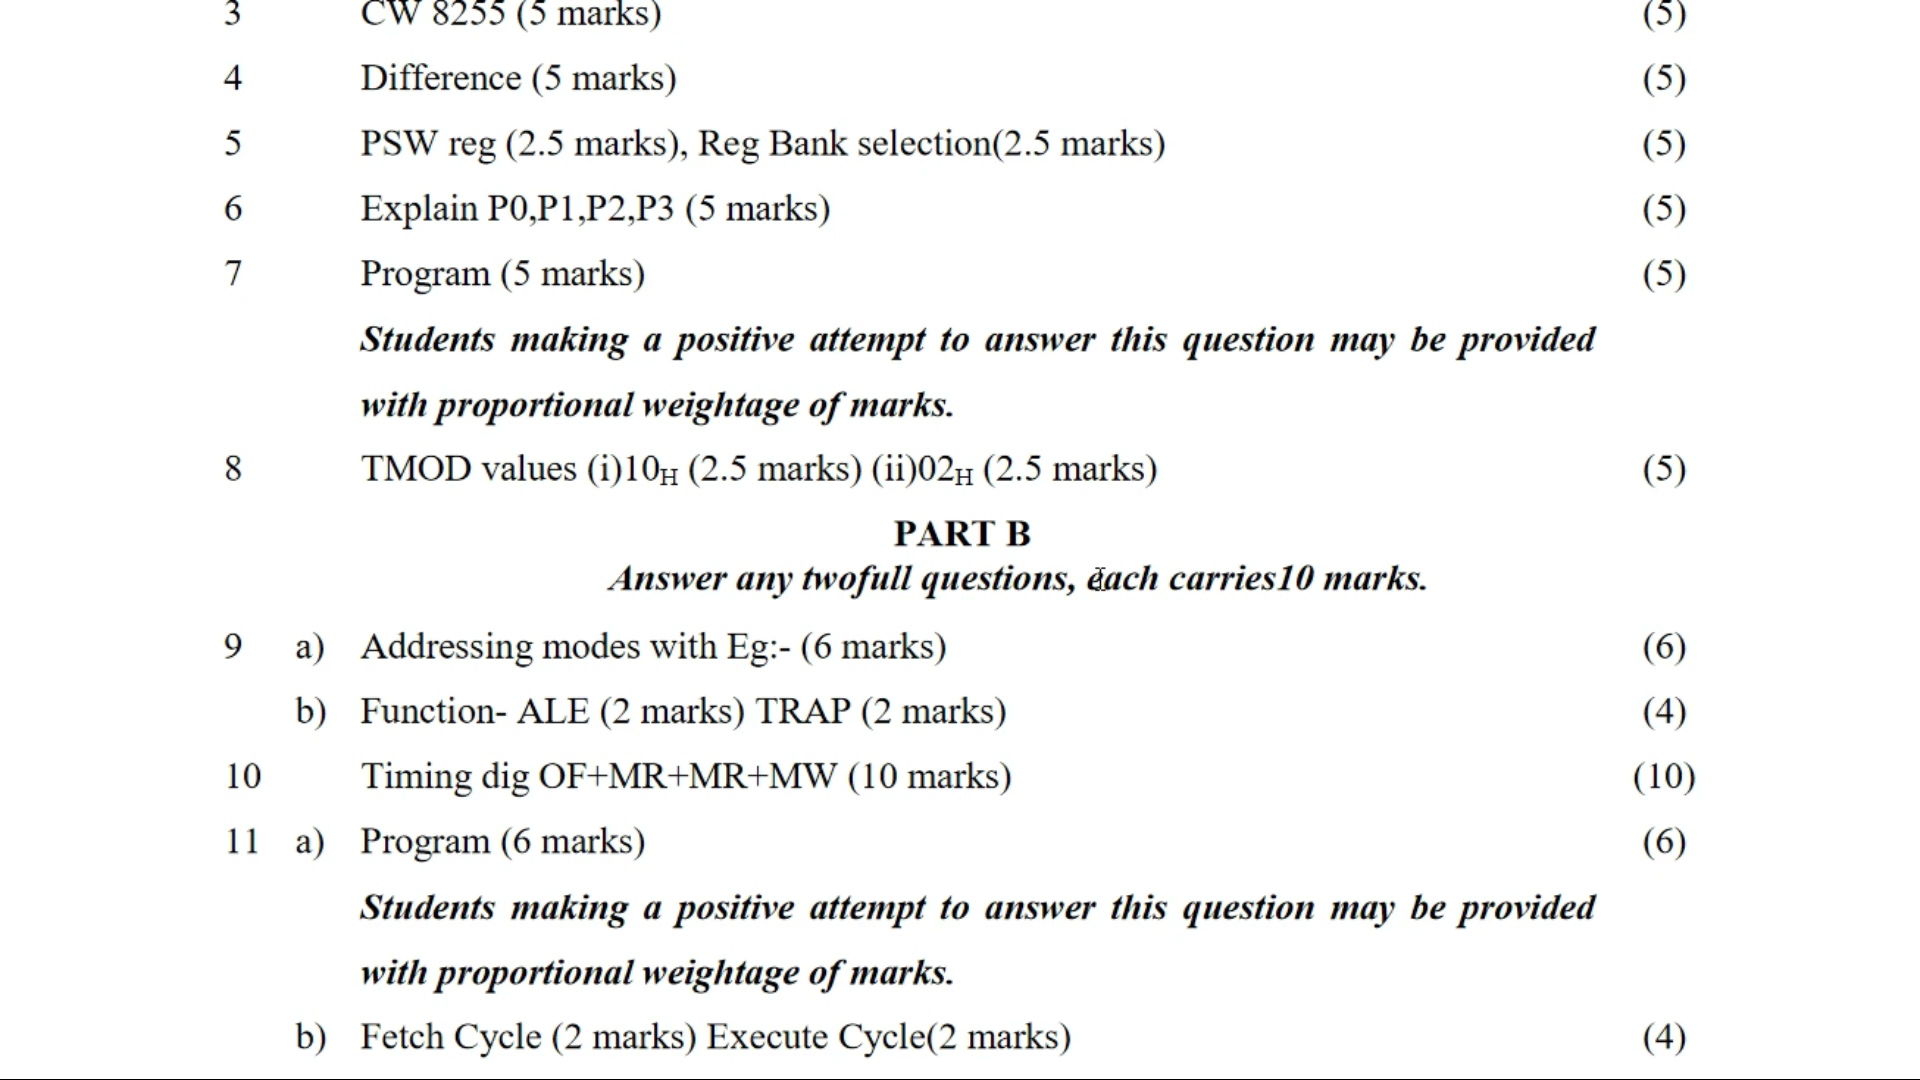 3 CW 8255 (5 marks) (5)
4 Difference (5 marks) (5)
5 PSW reg (2.5 marks), Reg Bank selection(2.5 marks) (5)
6 Explain P0,P1,P2,P3 (5 marks) (5)
7 Program (5 marks) (5)
Students making a positive attempt to answer this question may be provided
with proportional weightage of marks.
8 TMOD values (i)10H (2.5 marks) (ii)02H (2.5 marks) (5)
PART B
Answer any twofull questions, each carries10 marks.
9 a) Addressing modes with Eg:- (6 marks) (6)
b) Function- ALE (2 marks) TRAP (2 marks) (4)
10 Timing dig OF+MR+MR+MW (10 marks) (10)
11 a) Program (6 marks) (6)
Students making a positive attempt to answer this question may be provided
with proportional weightage of marks.
b) Fetch Cycle (2 marks) Execute Cycle(2 marks) (4)